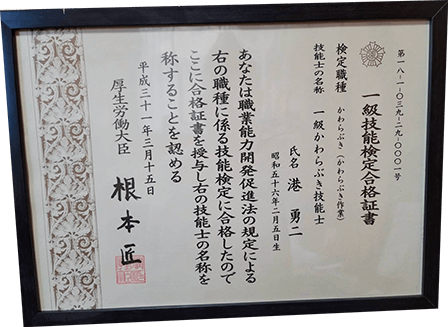 第一八-一-〇三九-一九-〇〇〇一号
一級技能検定合格証書
検定職種 かわらぶき（かわらぶき作業）
技能士の名称 一級かわらぶき技能士
氏名 港 勇二
昭和五十六年二月五日生
あなたは職業能力開発促進法の規定による
右の職種に係る技能検定に合格したので
ここに合格証書を授与し右の技能士の名称を
称することを認める
平成三十一年三月十五日
厚生労働大臣 根本匠